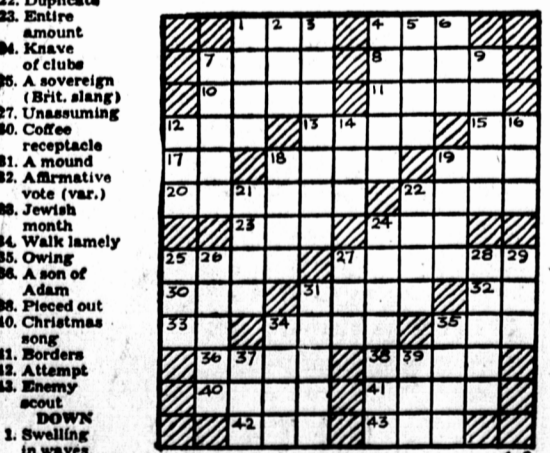 22. Duplicate
23. Entire
amount
24. Knave
of clubs
25. A sovereign
(Brit. slang)
27. Unassuming
30. Coffee
receptacle
31. A mound
32. Affirmative
vote (var.)
33. Jewish
month
34. Walk lamely
35. Owing
36. A son of
Adam
38. Pieced out
40. Christmas
song
41. Borders
42. Attempt
43. Enemy
scout
DOWN
1. Swelling
in waves
1 2 3 4 5 6
7 8 9
10 11
12 13 14 15 16
17 18 19
20 21 22
23 24
25 26 27 28 29
30 31 32
33 34 35
36 37 38 39
40 41
42 43